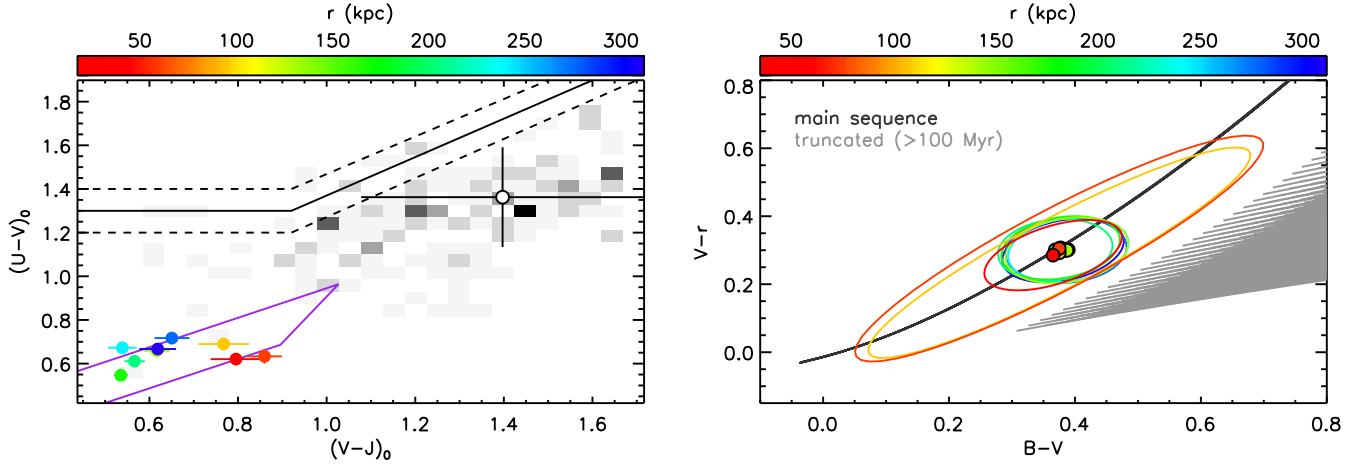 r (kpc)
50 100 150 200 250 300
1.8
1.6
1.4
1.2
1.0
0.8
0.6
(U−V)₀
0.6 0.8 1.0 1.2 1.4 1.6
(V−J)₀
r (kpc)
50 100 150 200 250 300
0.8
0.6
0.4
0.2
0.0
V−r
main sequence
truncated (>100 Myr)
0.0 0.2 0.4 0.6 0.8
B−V